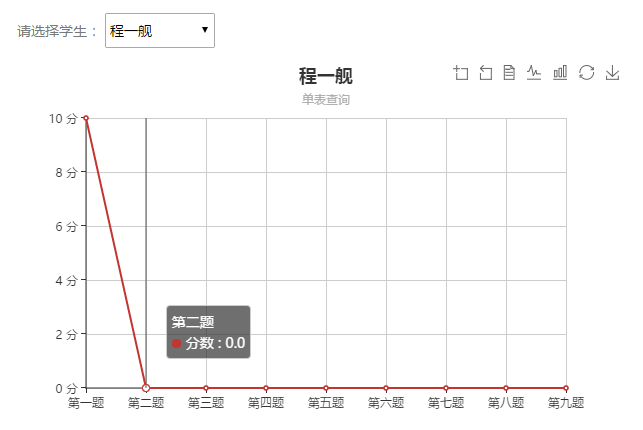 请选择学生： 程一舰
程一舰
单表查询
10 分
8 分
6 分
4 分
2 分
0 分
第二题
分数 : 0.0
第一题 第二题 第三题 第四题 第五题 第六题 第七题 第八题 第九题